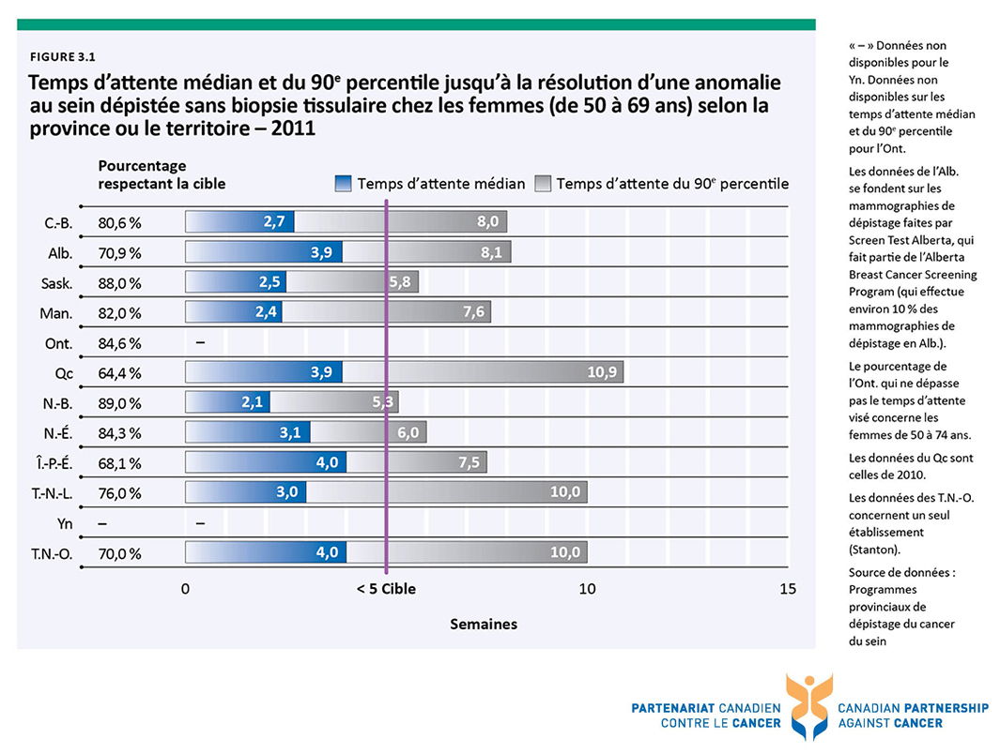 FIGURE 3.1
Temps d’attente médian et du 90e percentile jusqu’à la résolution d’une anomalie
au sein dépistée sans biopsie tissulaire chez les femmes (de 50 à 69 ans) selon la
province ou le territoire – 2011
Pourcentage
respectant la cible
Temps d’attente médian
Temps d’attente du 90e percentile
C.-B. 80,6 % 2,7 8,0
Alb. 70,9 % 3,9 8,1
Sask. 88,0 % 2,5 5,8
Man. 82,0 % 2,4 7,6
Ont. 84,6 % –
Qc 64,4 % 3,9 10,9
N.-B. 89,0 % 2,1 5,3
N.-É. 84,3 % 3,1 6,0
Î.-P.-É. 68,1 % 4,0 7,5
T.-N.-L. 76,0 % 3,0 10,0
Yn – –
T.N.-O. 70,0 % 4,0 10,0
0 < 5 Cible 10 15
Semaines
« – » Données non
disponibles pour le
Yn. Données non
disponibles sur les
temps d’attente médian
et du 90e percentile
pour l’Ont.
Les données de l’Alb.
se fondent sur les
mammographies de
dépistage faites par
Screen Test Alberta, qui
fait partie de l’Alberta
Breast Cancer Screening
Program (qui effectue
environ 10 % des
mammographies de
dépistage en Alb.).
Le pourcentage de
l’Ont. qui ne dépasse
pas le temps d’attente
visé concerne les
femmes de 50 à 74 ans.
Les données du Qc sont
celles de 2010.
Les données des T.N.-O.
concernent un seul
établissement
(Stanton).
Source de données :
Programmes
provinciaux de
dépistage du cancer
du sein
PARTENARIAT CANADIEN
CONTRE LE CANCER
CANADIAN PARTNERSHIP
AGAINST CANCER